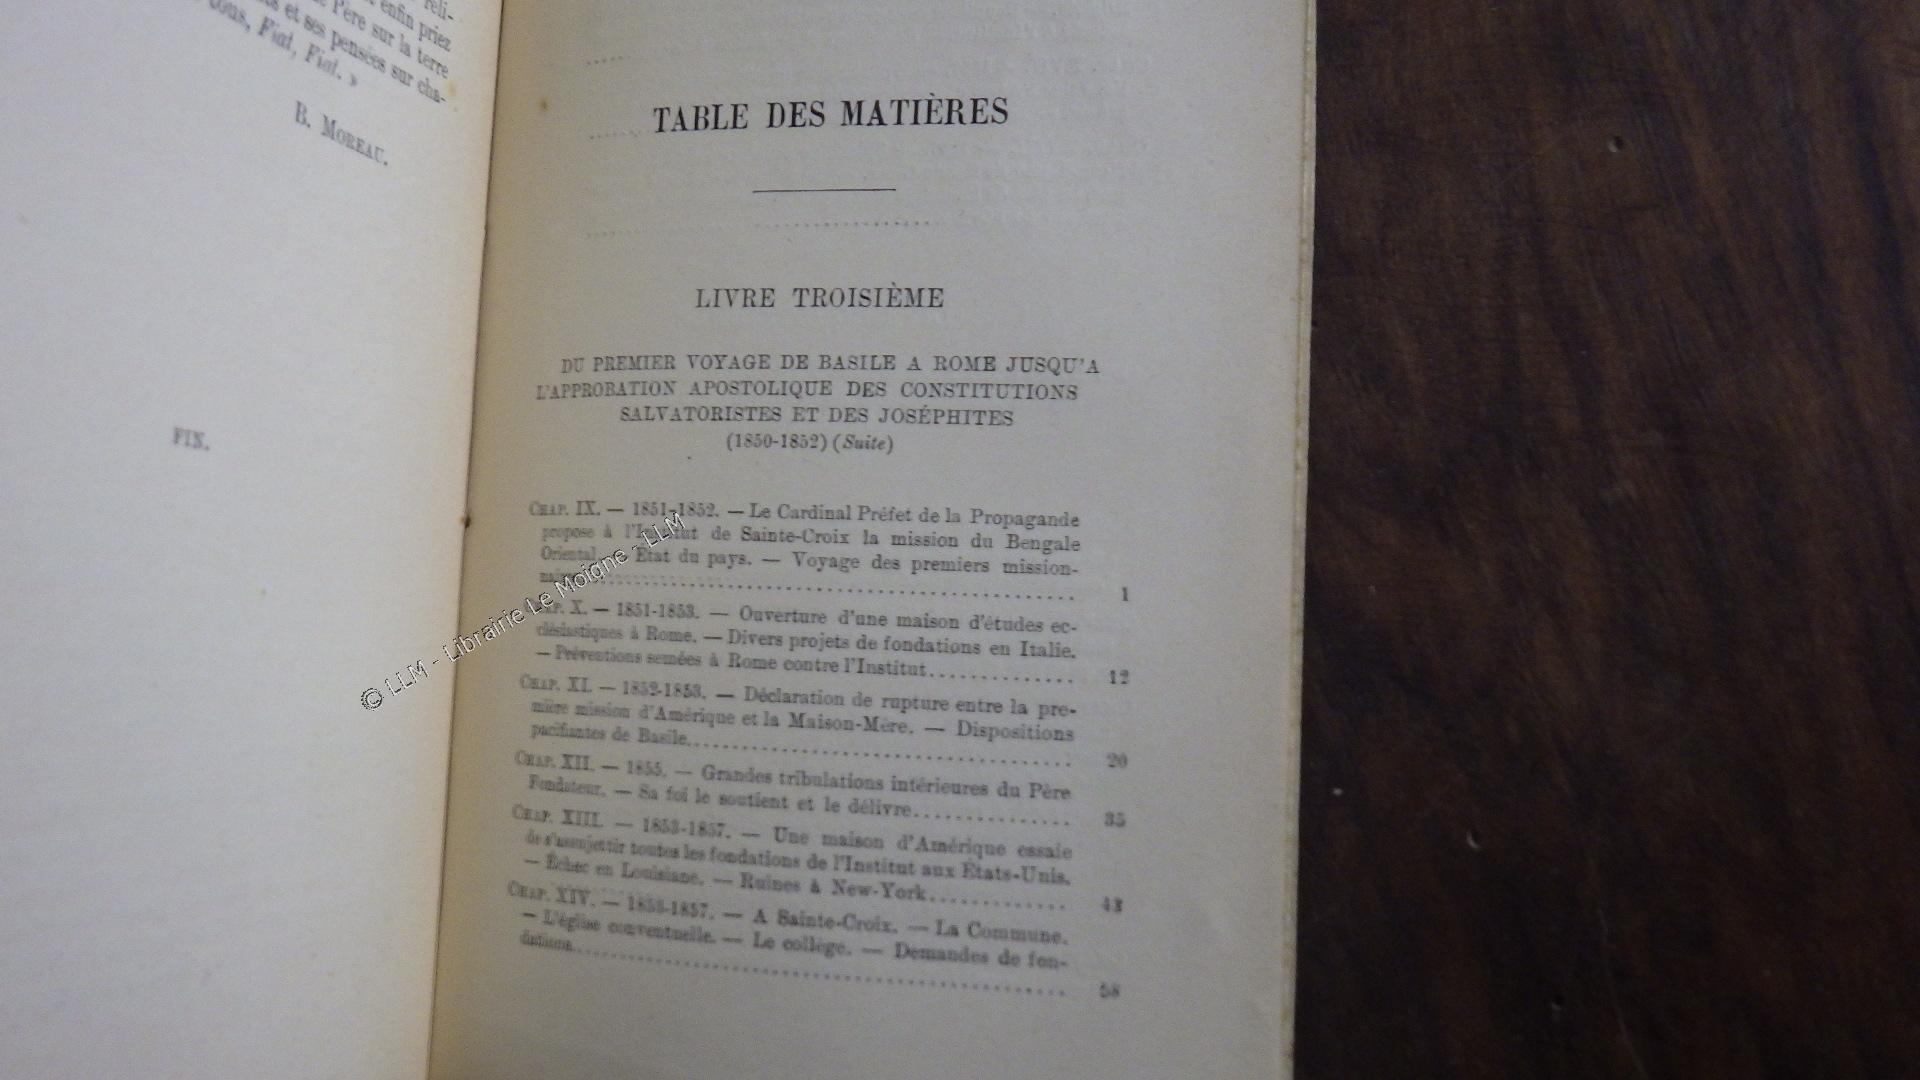 réli-
enfin priez
Père sur la terre
et ses pensées sur cha-
tous, Fiat, Fiat. »
B. MOREAU.
FIN.
TABLE DES MATIÈRES
LIVRE TROISIÈME
DU PREMIER VOYAGE DE BASILE A ROME JUSQU'A
L'APPROBATION APOSTOLIQUE DES CONSTITUTIONS
SALVATORISTES ET DES JOSÉPHITES
(1850-1852) (Suite)
CHAP. IX. — 1851-1852. — Le Cardinal Préfet de la Propagande
propose à l'Institut de Sainte-Croix la mission du Bengale
Oriental. — État du pays. — Voyage des premiers mission-
naires........ 1
CHAP. X. — 1851-1853. — Ouverture d'une maison d'études ec-
clésiastiques à Rome. — Divers projets de fondations en Italie.
— Préventions semées à Rome contre l'Institut............. 12
CHAP. XI. — 1852-1853. — Déclaration de rupture entre la pre-
mière mission d'Amérique et la Maison-Mère. — Dispositions
pacifiantes de Basile........ 20
CHAP. XII. — 1855. — Grandes tribulations intérieures du Père
Fondateur. — Sa foi le soutient et le délivre.............. 35
CHAP. XIII. — 1853-1857. — Une maison d'Amérique essaie
de s'assujettir toutes les fondations de l'Institut aux États-Unis.
— Échec en Louisiane. — Ruines à New-York............ 43
CHAP. XIV. — 1853-1857. — A Sainte-Croix. — La Commune.
— L'église conventuelle. — Le collège. — Demandes de fon-
dations........ 58
© LLM - Librairie Le Moigne - LLM